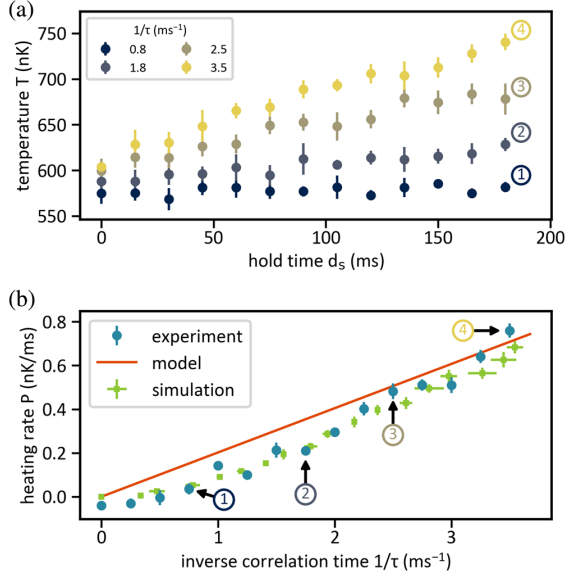 (a)
1/τ (ms⁻¹)
0.8 2.5
1.8 3.5
temperature T (nK)
750
700
650
600
550
4
3
2
1
0 50 100 150 200
hold time dₛ (ms)
(b)
experiment
model
simulation
heating rate P (nK/ms)
0.8
0.6
0.4
0.2
0.0
4
3
1
2
0 1 2 3
inverse correlation time 1/τ (ms⁻¹)